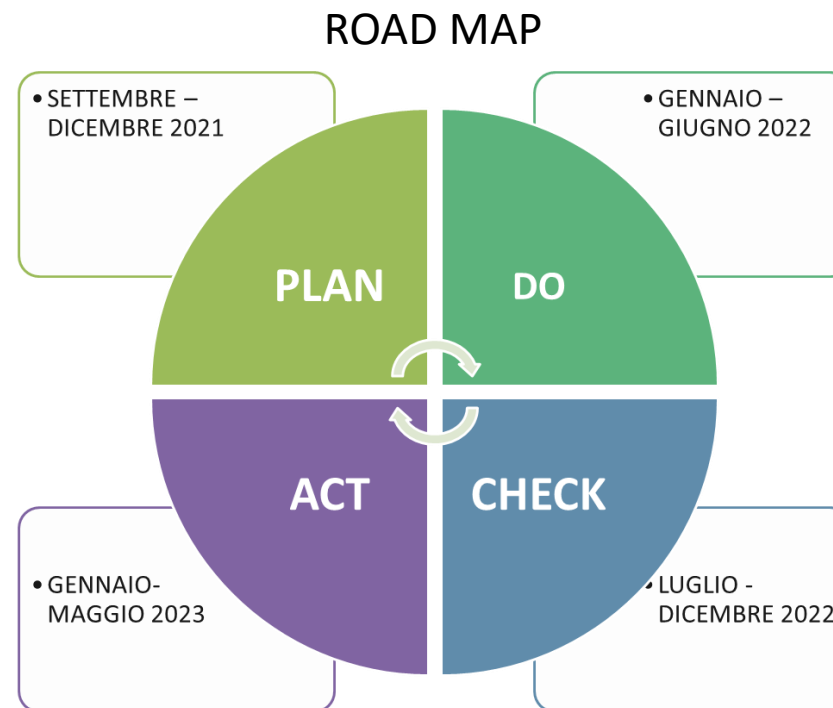 ROAD MAP
• SETTEMBRE –
DICEMBRE 2021
• GENNAIO –
GIUGNO 2022
PLAN
DO
ACT
CHECK
• GENNAIO-
MAGGIO 2023
• LUGLIO -
DICEMBRE 2022